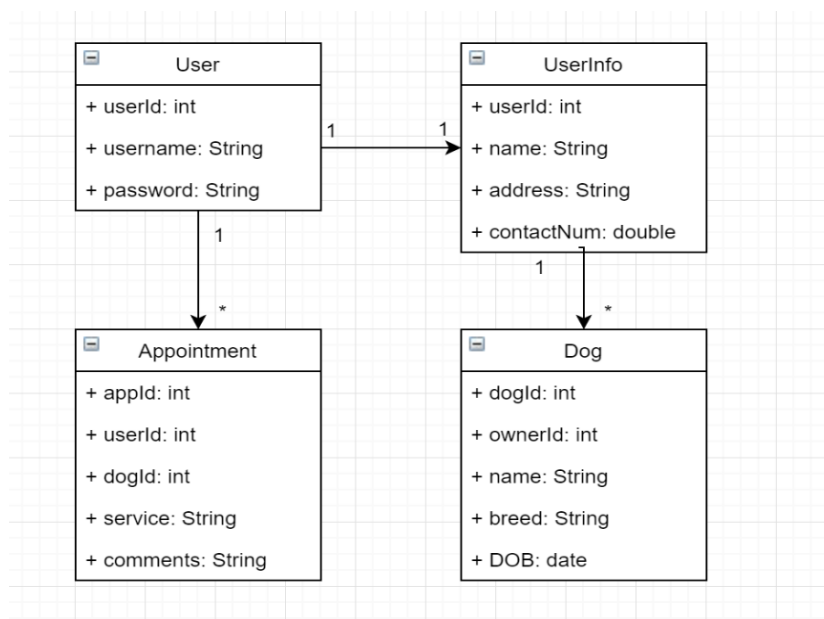 User
+ userId: int
+ username: String
+ password: String
1
1
UserInfo
+ userId: int
+ name: String
+ address: String
+ contactNum: double
1
*
1
*
Appointment
+ appId: int
+ userId: int
+ dogId: int
+ service: String
+ comments: String
Dog
+ dogId: int
+ ownerId: int
+ name: String
+ breed: String
+ DOB: date